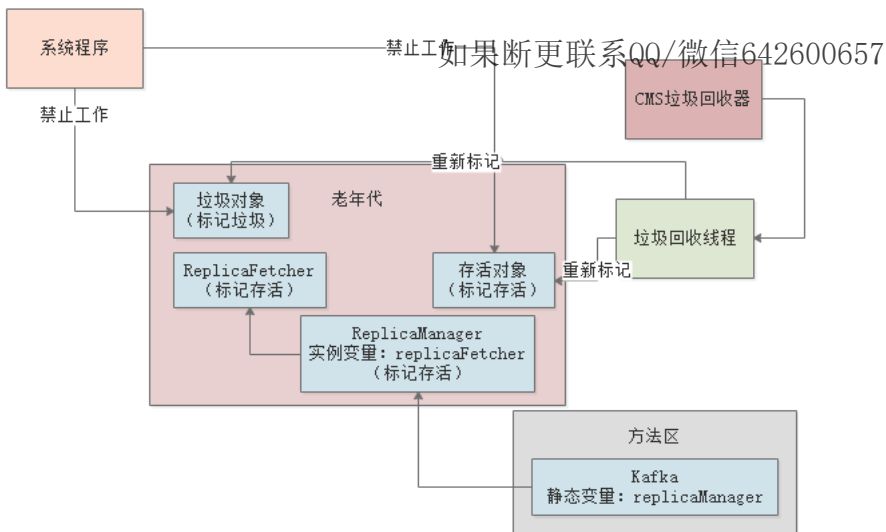 系统程序
禁止工作
如果断更联系QQ/微信642600657
CMS垃圾回收器
禁止工作
重新标记
垃圾对象
（标记垃圾）
老年代
垃圾回收线程
ReplicaFetcher
（标记存活）
存活对象
（标记存活）
重新标记
ReplicaManager
实例变量：replicaFetcher
（标记存活）
方法区
Kafka
静态变量：replicaManager